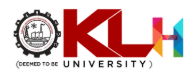 KLH
(DEEMED TO BE UNIVERSITY)